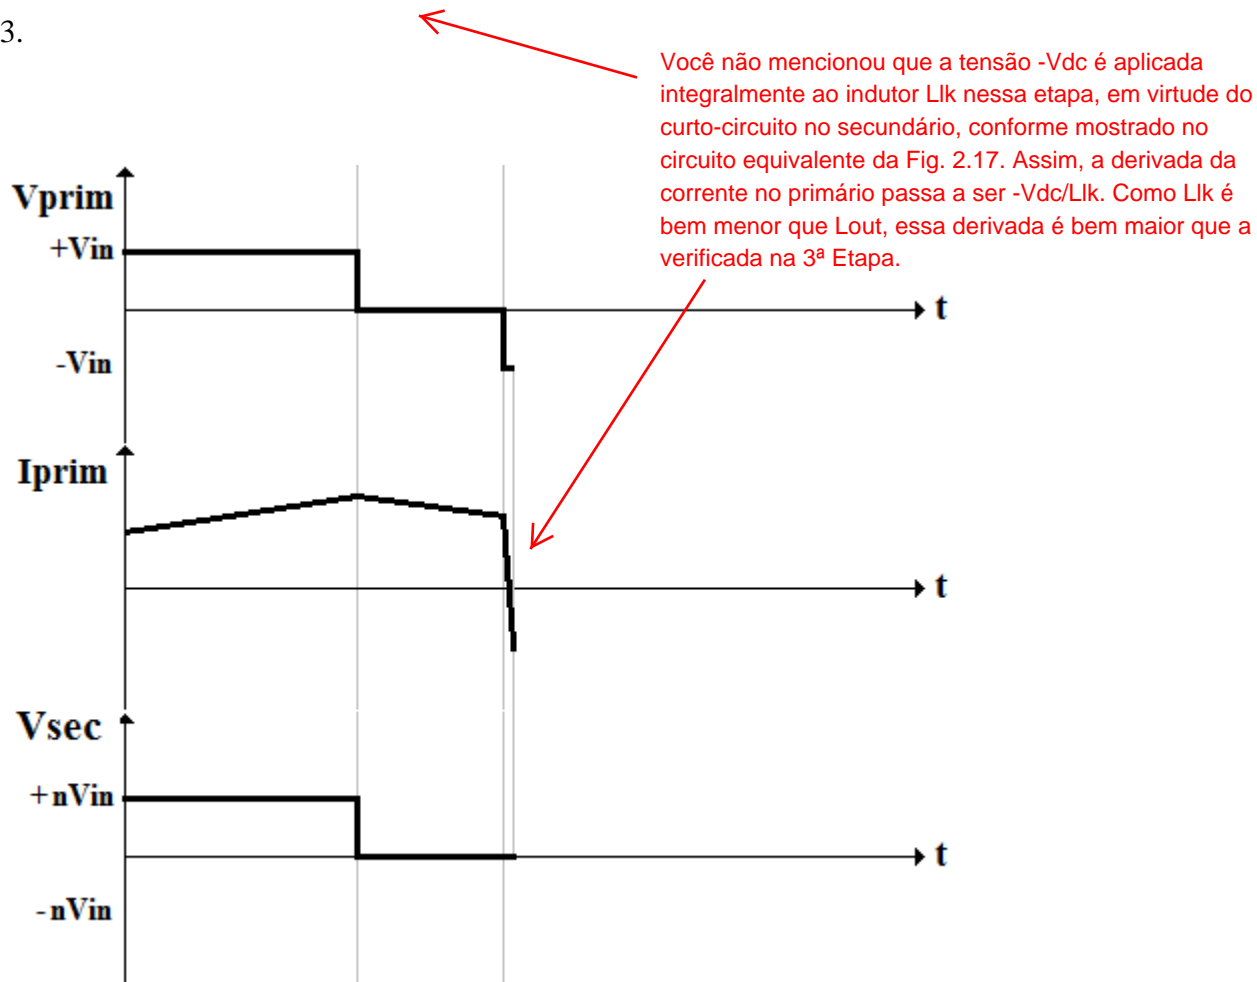 3.
Você não mencionou que a tensão -Vdc é aplicada
integralmente ao indutor Llk nessa etapa, em virtude do
curto-circuito no secundário, conforme mostrado no
circuito equivalente da Fig. 2.17. Assim, a derivada da
corrente no primário passa a ser -Vdc/Llk. Como Llk é
bem menor que Lout, essa derivada é bem maior que a
verificada na 3ª Etapa.
Vprim
+Vin
t
-Vin
Iprim
t
Vsec
+nVin
t
-nVin